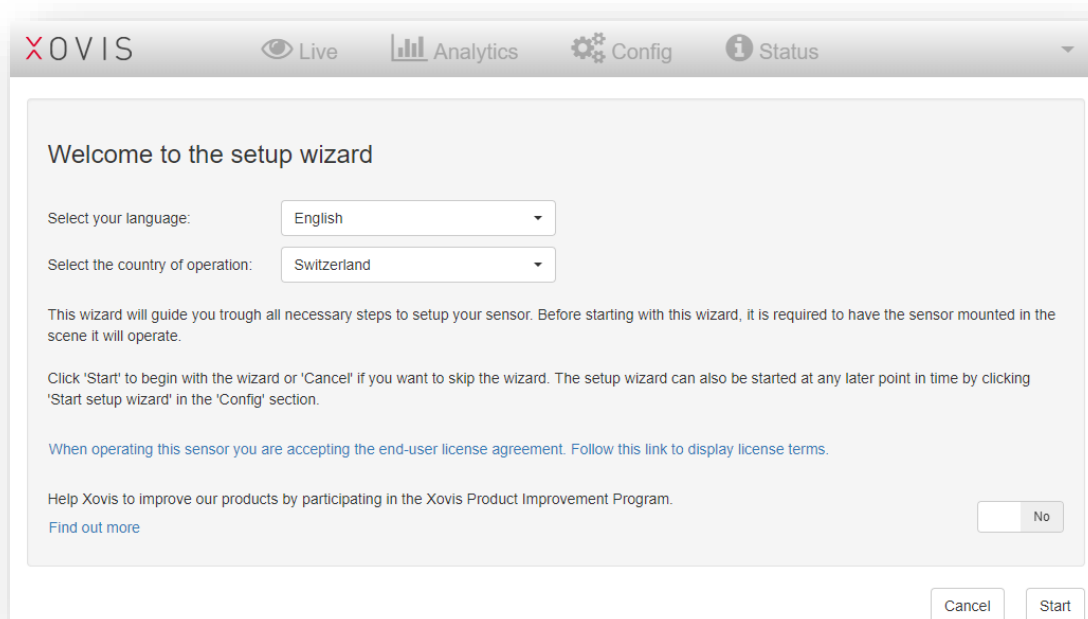 XOVIS Live Analytics Config Status
Welcome to the setup wizard
Select your language: English
Select the country of operation: Switzerland
This wizard will guide you trough all necessary steps to setup your sensor. Before starting with this wizard, it is required to have the sensor mounted in the
scene it will operate.
Click 'Start' to begin with the wizard or 'Cancel' if you want to skip the wizard. The setup wizard can also be started at any later point in time by clicking
'Start setup wizard' in the 'Config' section.
When operating this sensor you are accepting the end-user license agreement. Follow this link to display license terms.
Help Xovis to improve our products by participating in the Xovis Product Improvement Program.
Find out more
No
Cancel Start